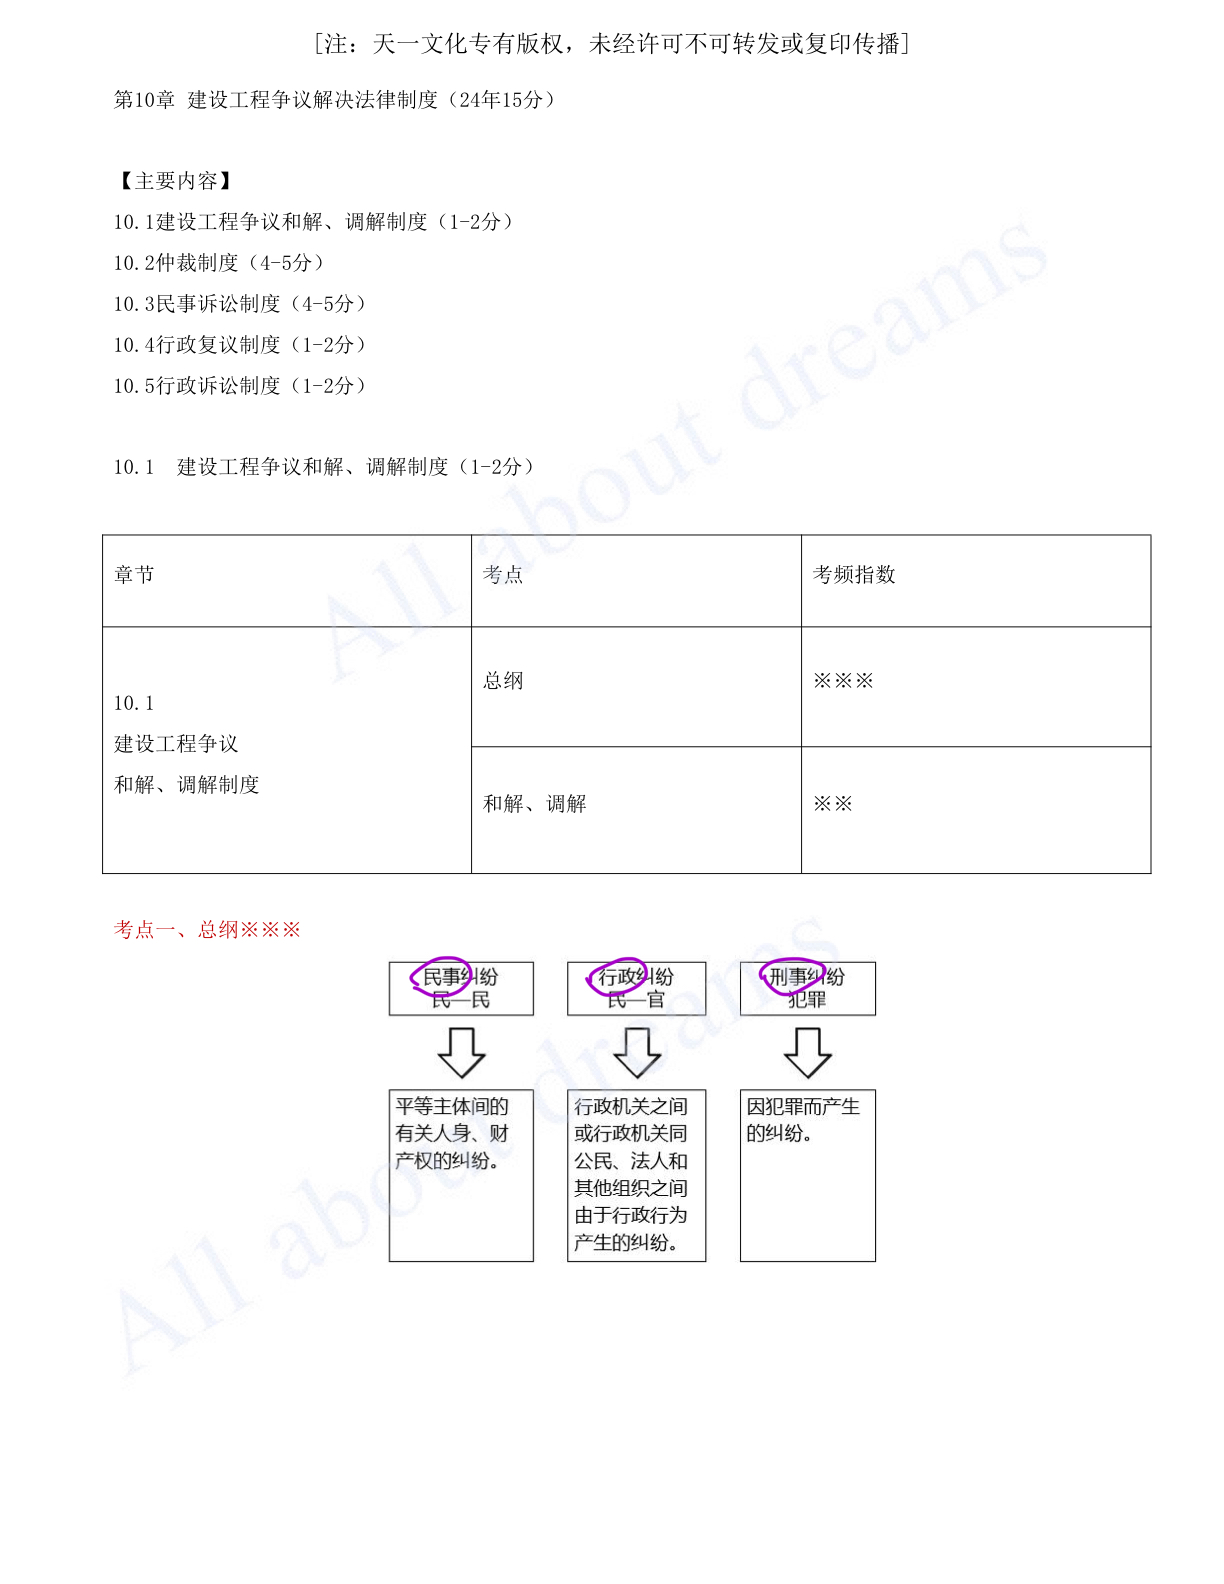 [注：天一文化专有版权，未经许可不可转发或复印传播]
第10章 建设工程争议解决法律制度（24年15分）
【主要内容】
10.1建设工程争议和解、调解制度（1-2分）
10.2仲裁制度（4-5分）
10.3民事诉讼制度（4-5分）
10.4行政复议制度（1-2分）
10.5行政诉讼制度（1-2分）
10.1 建设工程争议和解、调解制度（1-2分）
章节 考点 考频指数
10.1
建设工程争议
和解、调解制度
总纲 ※※※
和解、调解 ※※
考点一、总纲※※※
民事纠纷
民—民
行政纠纷
民—官
刑事纠纷
犯罪
平等主体间的
有关人身、财
产权的纠纷。
行政机关之间
或行政机关同
公民、法人和
其他组织之间
由于行政行为
产生的纠纷。
因犯罪而产生
的纠纷。
All about dreams
All about dreams